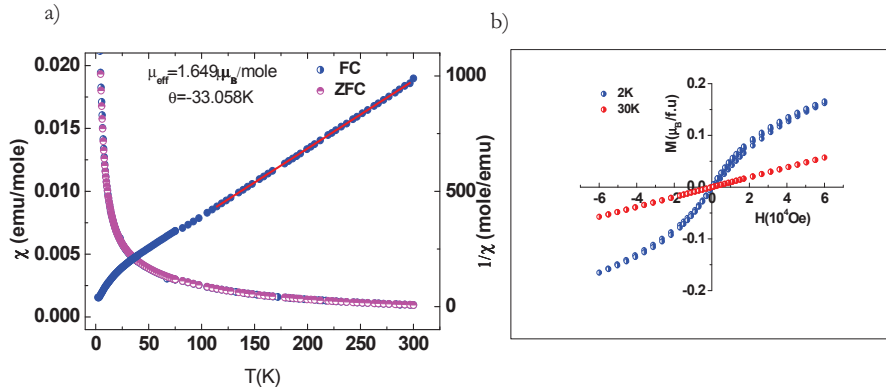 a)
b)
0.020
0.015
0.010
0.005
0.000
χ (emu/mole)
μeff=1.649μμB/mole
θ=-33.058K
FC
ZFC
1000
500
0
1/χ (mole/emu)
0 50 100 150 200 250 300
T(K)
2K
30K
M(μB/f.u)
0.2
0.1
0.0
-0.1
-0.2
-6 -4 -2 0 2 4 6
H(10⁴Oe)